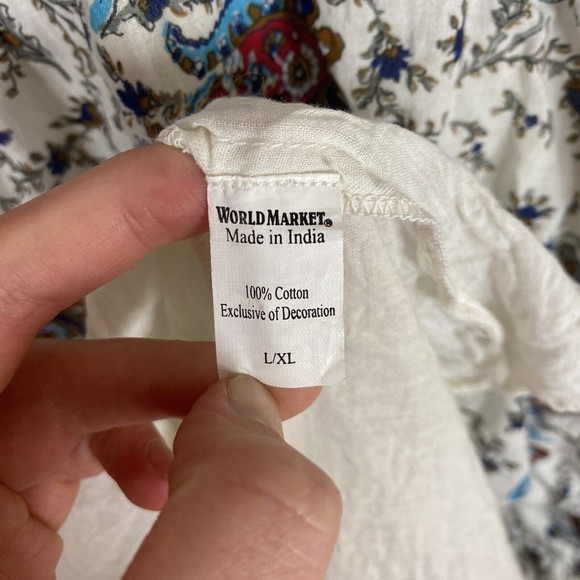 WORLD MARKET®
Made in India
100% Cotton
Exclusive of Decoration
L/XL